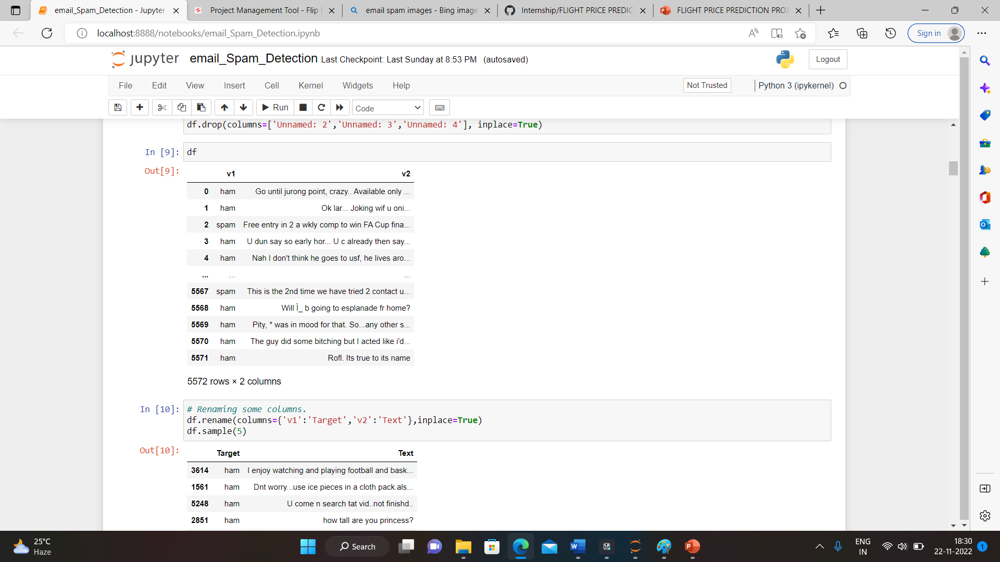 email_Spam_Detection - Jupyter
Project Management Tool - Flip
email spam images - Bing image
Internship/FLIGHT PRICE PREDIC
FLIGHT PRICE PREDICTION PROJ
localhost:8888/notebooks/email_Spam_Detection.ipynb
Sign in
jupyter email_Spam_Detection Last Checkpoint: Last Sunday at 8:53 PM (autosaved)
Logout
File Edit View Insert Cell Kernel Widgets Help
Not Trusted
Python 3 (ipykernel)
Run
Code
df.drop(columns=['Unnamed: 2','Unnamed: 3','Unnamed: 4'], inplace=True)
In [9]: df
Out[9]:
v1 v2
0 ham Go until jurong point, crazy.. Available only ...
1 ham Ok lar... Joking wif u oni...
2 spam Free entry in 2 a wkly comp to win FA Cup fina...
3 ham U dun say so early hor... U c already then say...
4 ham Nah I don't think he goes to usf, he lives aro...
... ... ...
5567 spam This is the 2nd time we have tried 2 contact u...
5568 ham Will Ì_ b going to esplanade fr home?
5569 ham Pity, * was in mood for that. So...any other s...
5570 ham The guy did some bitching but I acted like i'd...
5571 ham Rofl. Its true to its name
5572 rows × 2 columns
In [10]: # Renaming some columns.
df.rename(columns={'v1':'Target','v2':'Text'},inplace=True)
df.sample(5)
Out[10]:
Target Text
3614 ham I enjoy watching and playing football and bask...
1561 ham Dnt worry...use ice pieces in a cloth pack.als...
5248 ham U come n search tat vid..not finishd..
2851 ham how tall are you princess?
25°C
Haze
Search
ENG
IN
18:30
22-11-2022
1